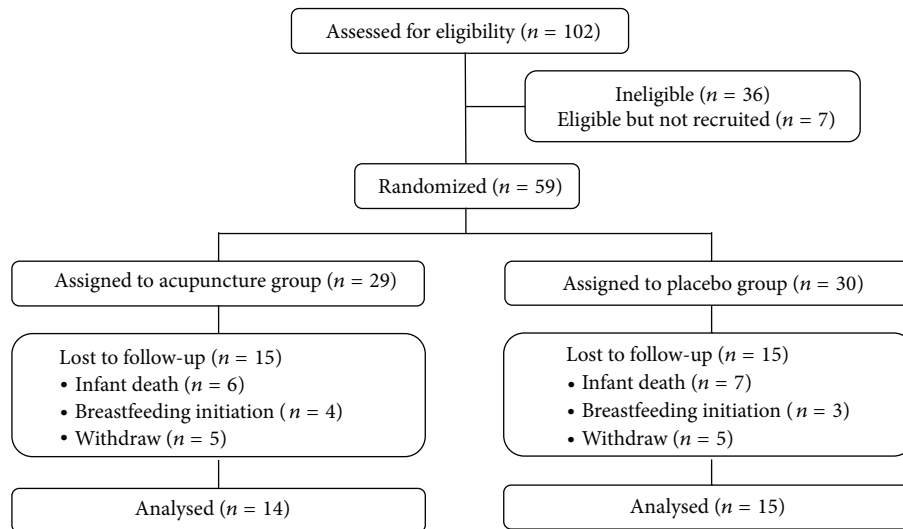 Assessed for eligibility (n = 102)
Ineligible (n = 36)
Eligible but not recruited (n = 7)
Randomized (n = 59)
Assigned to acupuncture group (n = 29)
Lost to follow-up (n = 15)
• Infant death (n = 6)
• Breastfeeding initiation (n = 4)
• Withdraw (n = 5)
Analysed (n = 14)
Assigned to placebo group (n = 30)
Lost to follow-up (n = 15)
• Infant death (n = 7)
• Breastfeeding initiation (n = 3)
• Withdraw (n = 5)
Analysed (n = 15)